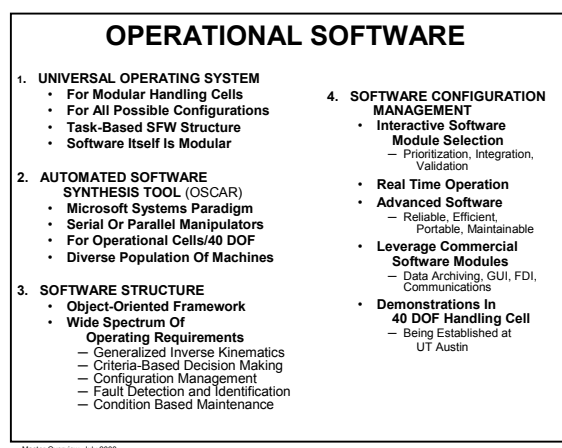 OPERATIONAL SOFTWARE
1. UNIVERSAL OPERATING SYSTEM
• For Modular Handling Cells
• For All Possible Configurations
• Task-Based SFW Structure
• Software Itself Is Modular
2. AUTOMATED SOFTWARE
SYNTHESIS TOOL (OSCAR)
• Microsoft Systems Paradigm
• Serial Or Parallel Manipulators
• For Operational Cells/40 DOF
• Diverse Population Of Machines
3. SOFTWARE STRUCTURE
• Object-Oriented Framework
• Wide Spectrum Of
Operating Requirements
— Generalized Inverse Kinematics
— Criteria-Based Decision Making
— Configuration Management
— Fault Detection and Identification
— Condition Based Maintenance
4. SOFTWARE CONFIGURATION
MANAGEMENT
• Interactive Software
Module Selection
— Prioritization, Integration,
Validation
• Real Time Operation
• Advanced Software
— Reliable, Efficient,
Portable, Maintainable
• Leverage Commercial
Software Modules
— Data Archiving, GUI, FDI,
Communications
• Demonstrations In
40 DOF Handling Cell
— Being Established at
UT Austin